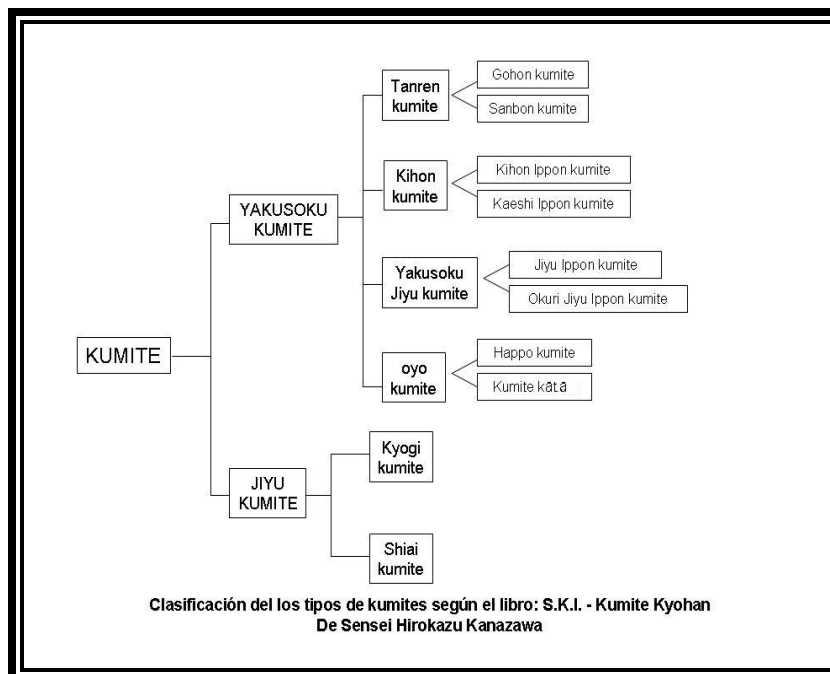 KUMITE
YAKUSOKU
KUMITE
Tanren
kumite
Gohon kumite
Sanbon kumite
Kihon
kumite
Kihon Ippon kumite
Kaeshi Ippon kumite
Yakusoku
Jiyu kumite
Jiyu Ippon kumite
Okuri Jiyu Ippon kumite
oyo
kumite
Happo kumite
Kumite kātā
JIYU
KUMITE
Kyogi
kumite
Shiai
kumite
Clasificación del los tipos de kumites según el libro: S.K.I. - Kumite Kyohan
De Sensei Hirokazu Kanazawa